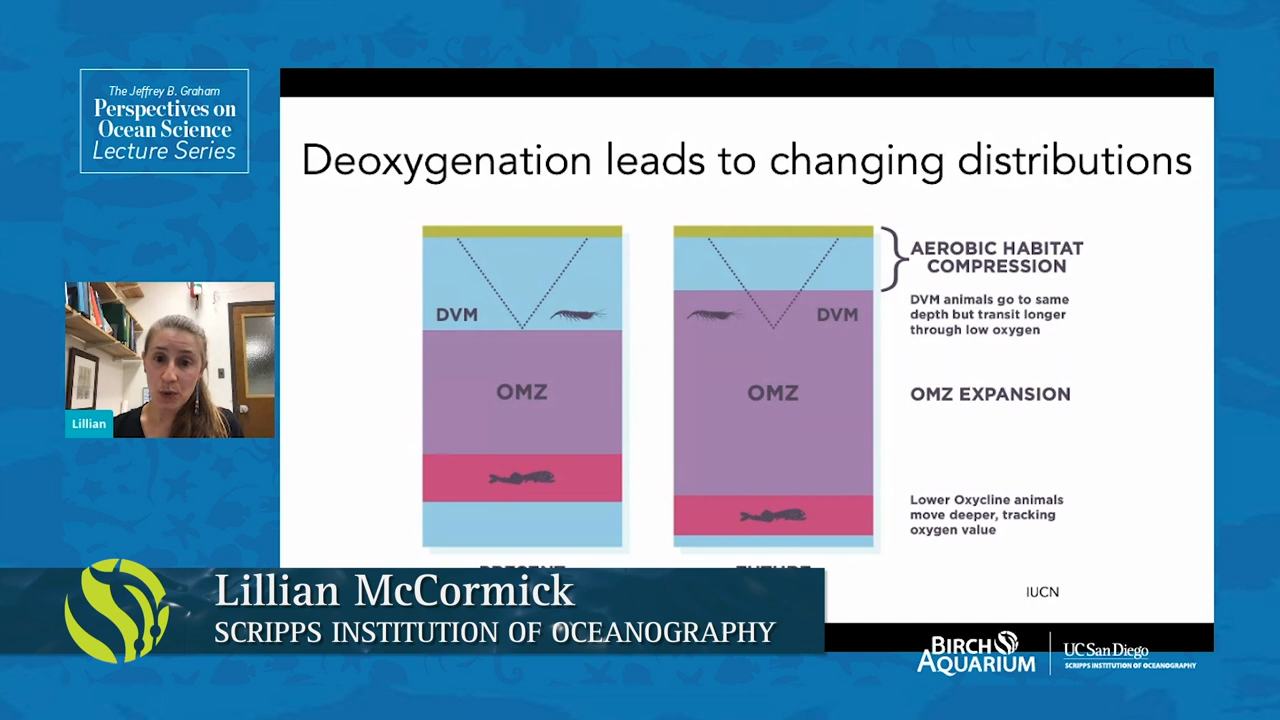 The Jeffrey B. Graham
Perspectives on
Ocean Science
Lecture Series
Deoxygenation leads to changing distributions
DVM
OMZ
DVM
OMZ
AEROBIC HABITAT
COMPRESSION
DVM animals go to same
depth but transit longer
through low oxygen
OMZ EXPANSION
Lower Oxycline animals
move deeper, tracking
oxygen value
IUCN
Lillian
Lillian McCormick
SCRIPPS INSTITUTION OF OCEANOGRAPHY
BIRCH
AQUARIUM
UC San Diego
SCRIPPS INSTITUTION OF OCEANOGRAPHY